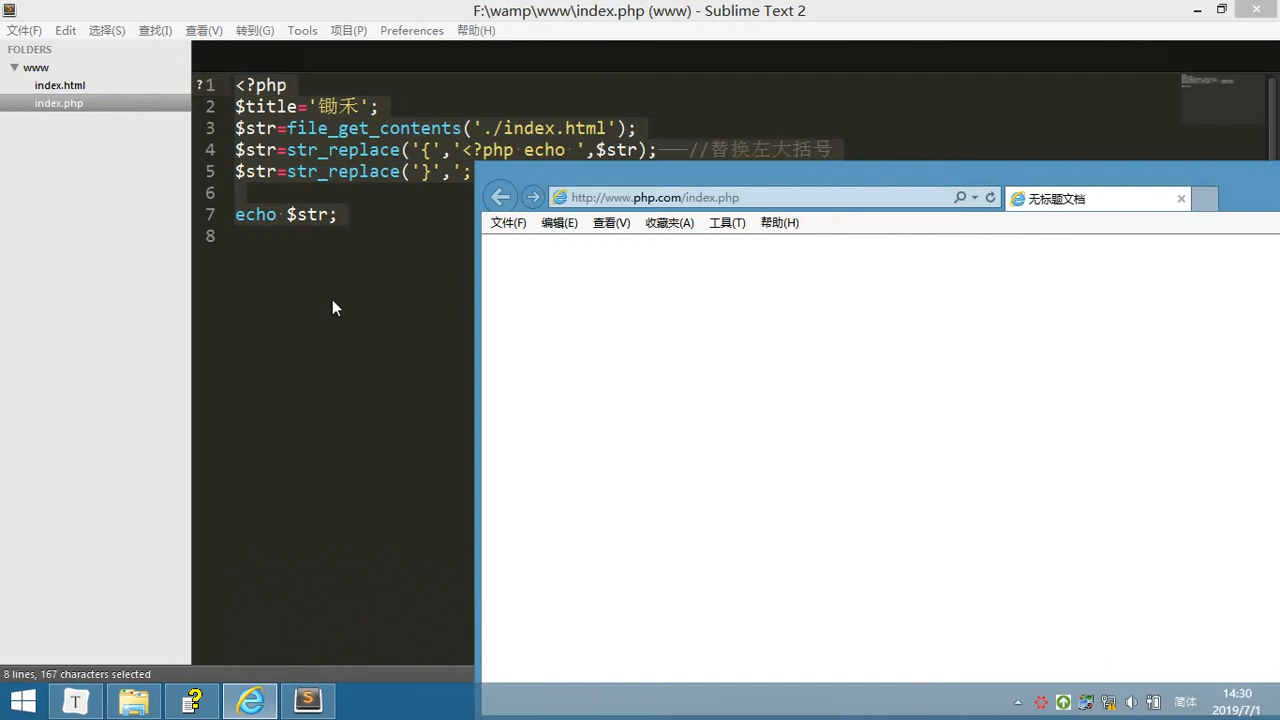 F:\wamp\www\index.php (www) - Sublime Text 2
文件(F) Edit 选择(S) 查找(I) 查看(V) 转到(G) Tools 项目(P) Preferences 帮助(H)
FOLDERS
www
index.html
index.php
?1 <?php
2 $title='锄禾';
3 $str=file_get_contents('./index.html');
4 $str=str_replace('{','<?php echo ',$str); //替换左大括号
5 $str=str_replace('}',';
6
7 echo $str;
8
http://www.php.com/index.php
无标题文档
文件(F) 编辑(E) 查看(V) 收藏夹(A) 工具(T) 帮助(H)
8 lines, 167 characters selected
T
S
简体
14:30
2019/7/1